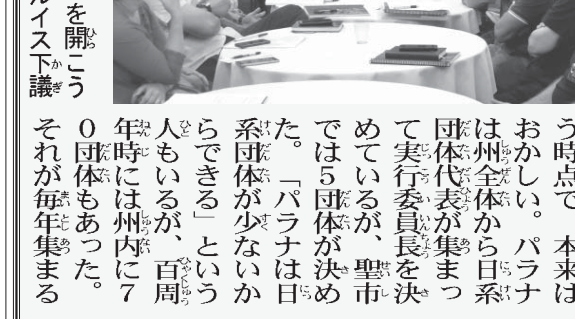 う時点で、本来は
おかしい。パラナ
は州全体から日系
団体代表が集まっ
て実行委員長を決
めているが、聖市
では5団体が決め
た。「パラナは日
系団体が少ないか
らできる」という
人もいるが、百周
年時には州内に7
0団体もあった。
それが毎年集まる
を開こう
ルイス下議